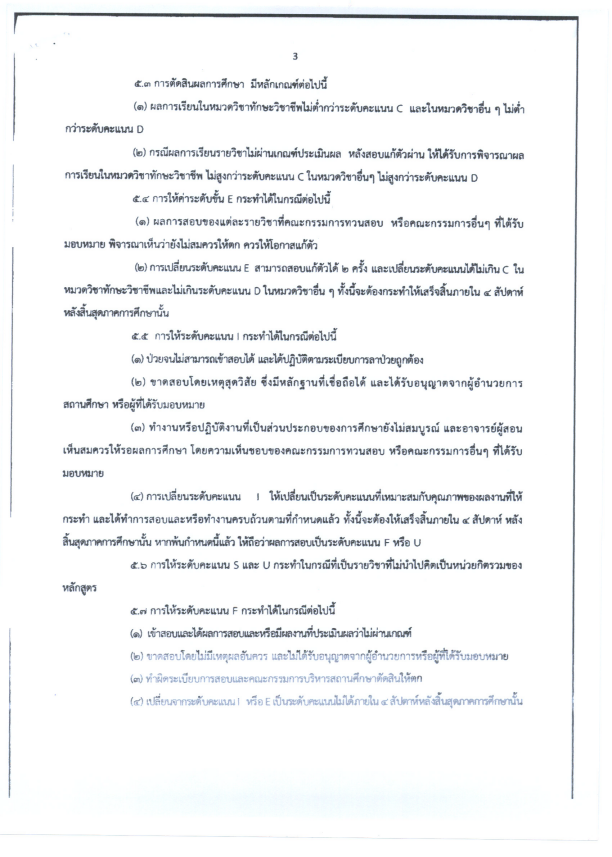 3
๕.๓ การตัดสินผลการศึกษา มีหลักเกณฑ์ต่อไปนี้
(๑) ผลการเรียนในหมวดวิชาทักษะวิชาชีพไม่ต่ำกว่าระดับคะแนน C และในหมวดวิชาอื่น ๆ ไม่ต่ำ
กว่าระดับคะแนน D
(๒) กรณีผลการเรียนรายวิชาไม่ผ่านเกณฑ์ประเมินผล หลังสอบแก้ตัวผ่าน ให้ได้รับการพิจารณาผล
การเรียนในหมวดวิชาทักษะวิชาชีพ ไม่สูงกว่าระดับคะแนน C ในหมวดวิชาอื่นๆ ไม่สูงกว่าระดับคะแนน D
๕.๔ การให้ค่าระดับขั้น E กระทำได้ในกรณีต่อไปนี้
(๑) ผลการสอบของแต่ละรายวิชาที่คณะกรรมการทวนสอบ หรือคณะกรรมการอื่นๆ ที่ได้รับ
มอบหมาย พิจารณาเห็นว่ายังไม่สมควรให้ตก ควรให้โอกาสแก้ตัว
(๒) การเปลี่ยนระดับคะแนน E สามารถสอบแก้ตัวได้ ๒ ครั้ง และเปลี่ยนระดับคะแนนได้ไม่เกิน C ใน
หมวดวิชาทักษะวิชาชีพและไม่เกินระดับคะแนน D ในหมวดวิชาอื่น ๆ ทั้งนี้จะต้องกระทำให้เสร็จสิ้นภายใน ๔ สัปดาห์
หลังสิ้นสุดภาคการศึกษานั้น
๕.๕ การให้ระดับคะแนน I กระทำได้ในกรณีต่อไปนี้
(๑) ป่วยจนไม่สามารถเข้าสอบได้ และได้ปฏิบัติตามระเบียบการลาป่วยถูกต้อง
(๒) ขาดสอบโดยเหตุสุดวิสัย ซึ่งมีหลักฐานที่เชื่อถือได้ และได้รับอนุญาตจากผู้อำนวยการ
สถานศึกษา หรือผู้ที่ได้รับมอบหมาย
(๓) ทำงานหรือปฏิบัติงานที่เป็นส่วนประกอบของการศึกษายังไม่สมบูรณ์ และอาจารย์ผู้สอน
เห็นสมควรให้รอผลการศึกษา โดยความเห็นชอบของคณะกรรมการทวนสอบ หรือคณะกรรมการอื่นๆ ที่ได้รับ
มอบหมาย
(๔) การเปลี่ยนระดับคะแนน I ให้เปลี่ยนเป็นระดับคะแนนที่เหมาะสมกับคุณภาพของผลงานที่ให้
กระทำ และได้ทำการสอบและหรือทำงานครบถ้วนตามที่กำหนดแล้ว ทั้งนี้จะต้องให้เสร็จสิ้นภายใน ๔ สัปดาห์ หลัง
สิ้นสุดภาคการศึกษานั้น หากพ้นกำหนดนี้แล้ว ให้ถือว่าผลการสอบเป็นระดับคะแนน F หรือ U
๕.๖ การให้ระดับคะแนน S และ U กระทำในกรณีที่เป็นรายวิชาที่ไม่นำไปคิดเป็นหน่วยกิตรวมของ
หลักสูตร
๕.๗ การให้ระดับคะแนน F กระทำได้ในกรณีต่อไปนี้
(๑) เข้าสอบและได้ผลการสอบและหรือมีผลงานที่ประเมินผลว่าไม่ผ่านเกณฑ์
(๒) ขาดสอบโดยไม่มีเหตุผลอันควร และไม่ได้รับอนุญาตจากผู้อำนวยการหรือผู้ที่ได้รับมอบหมาย
(๓) ทำผิดระเบียบการสอบและคณะกรรมการบริหารสถานศึกษาตัดสินให้ตก
(๔) เปลี่ยนจากระดับคะแนน I หรือ E เป็นระดับคะแนนไม่ได้ภายใน ๔ สัปดาห์หลังสิ้นสุดภาคการศึกษานั้น